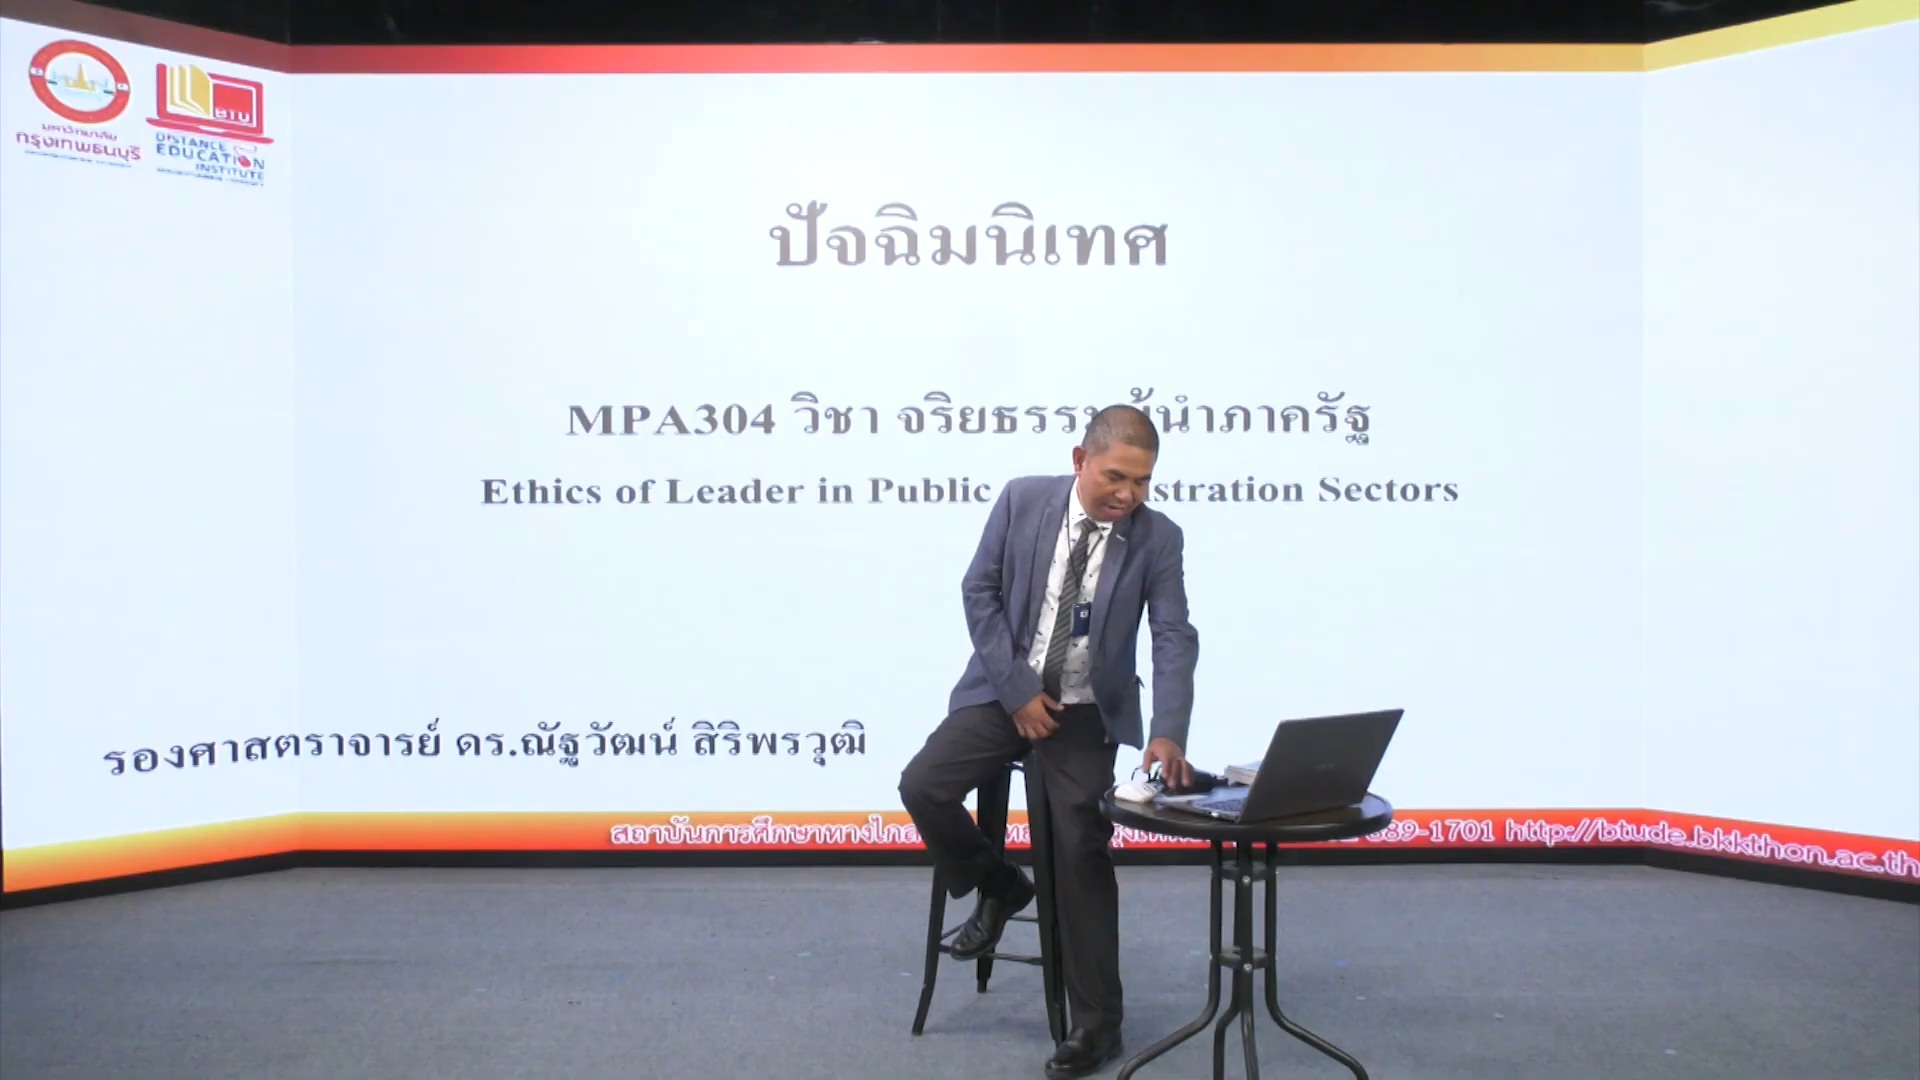 มหาวิทยาลัย
กรุงเทพธนบุรี
BTU
DISTANCE
EDUCATION
INSTITUTE
ปัจฉิมนิเทศ
MPA304 วิชา จริยธรรม ผู้นำภาครัฐ
Ethics of Leader in Public stration Sectors
รองศาสตราจารย์ ดร.ณัฐวัฒน์ สิริพรวุฒิ
สถาบันการศึกษาทางไกล 889-1701 http://btude.bkkthon.ac.th